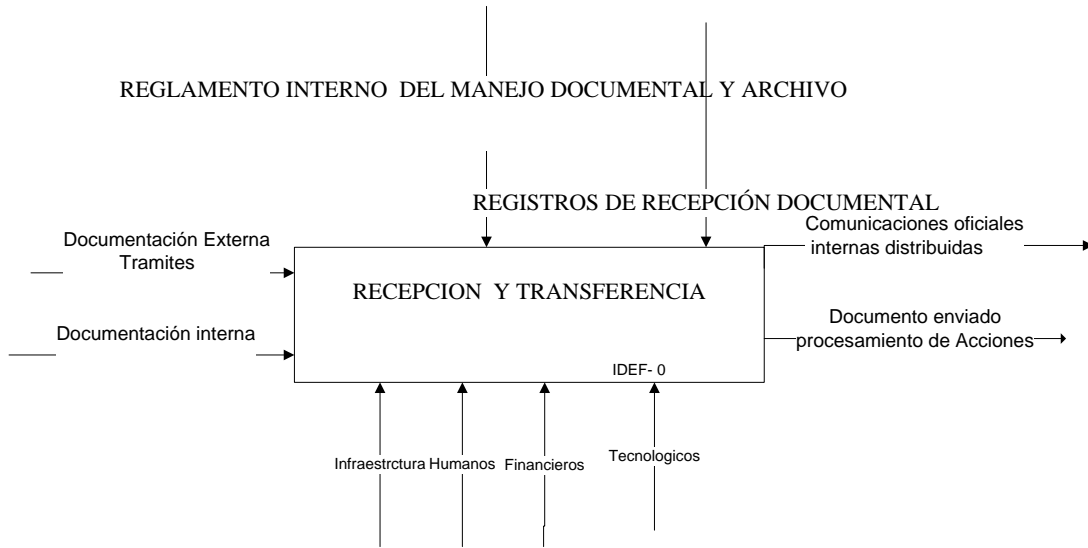 REGLAMENTO INTERNO DEL MANEJO DOCUMENTAL Y ARCHIVO
REGISTROS DE RECEPCIÓN DOCUMENTAL
Documentación Externa
Tramites
Comunicaciones oficiales
internas distribuidas
RECEPCION Y TRANSFERENCIA
Documentación interna
Documento enviado
procesamiento de Acciones
IDEF- 0
Infraestrctura
Humanos
Financieros
Tecnologicos